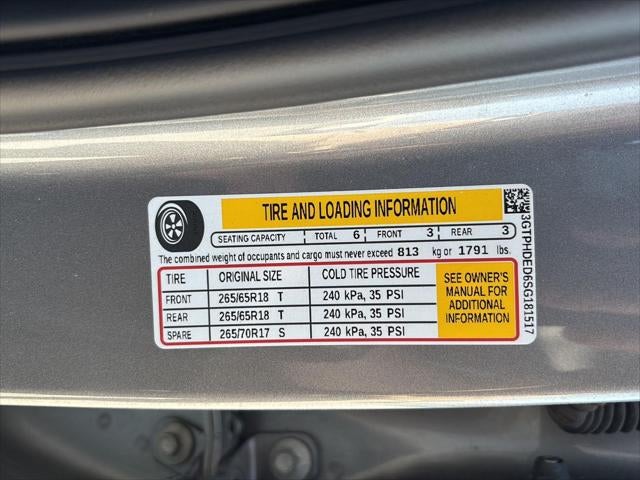 TIRE AND LOADING INFORMATION
SEATING CAPACITY TOTAL 6 FRONT 3 REAR 3
The combined weight of occupants and cargo must never exceed 813 kg or 1791 lbs.
TIRE ORIGINAL SIZE COLD TIRE PRESSURE
FRONT 265/65R18 T 240 kPa, 35 PSI
REAR 265/65R18 T 240 kPa, 35 PSI
SPARE 265/70R17 S 240 kPa, 35 PSI
SEE OWNER'S
MANUAL FOR
ADDITIONAL
INFORMATION
3GTPHDED6SG181517